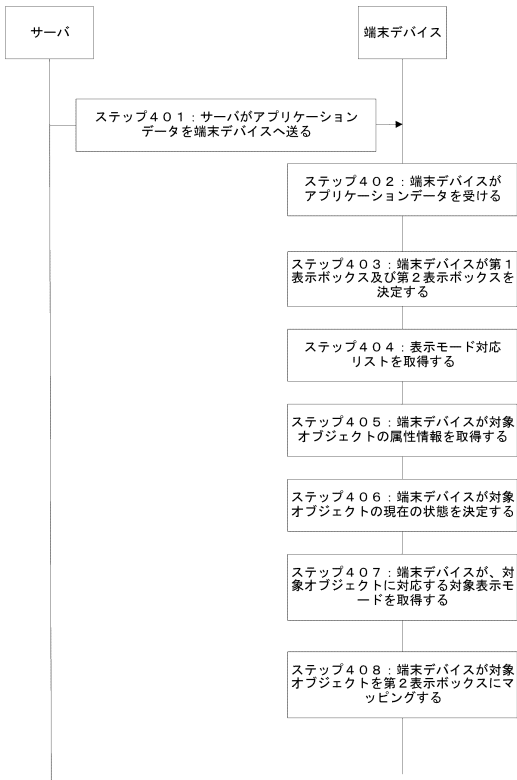 サーバ
端末デバイス
ステップ401：サーバがアプリケーション
データを端末デバイスへ送る
ステップ402：端末デバイスが
アプリケーションデータを受ける
ステップ403：端末デバイスが第1
表示ボックス及び第2表示ボックスを
決定する
ステップ404：表示モード対応
リストを取得する
ステップ405：端末デバイスが対象
オブジェクトの属性情報を取得する
ステップ406：端末デバイスが対象
オブジェクトの現在の状態を決定する
ステップ407：端末デバイスが、対
象オブジェクトに対応する対象表示モ
ードを取得する
ステップ408：端末デバイスが対象
オブジェクトを第2表示ボックスにマ
ッピングする